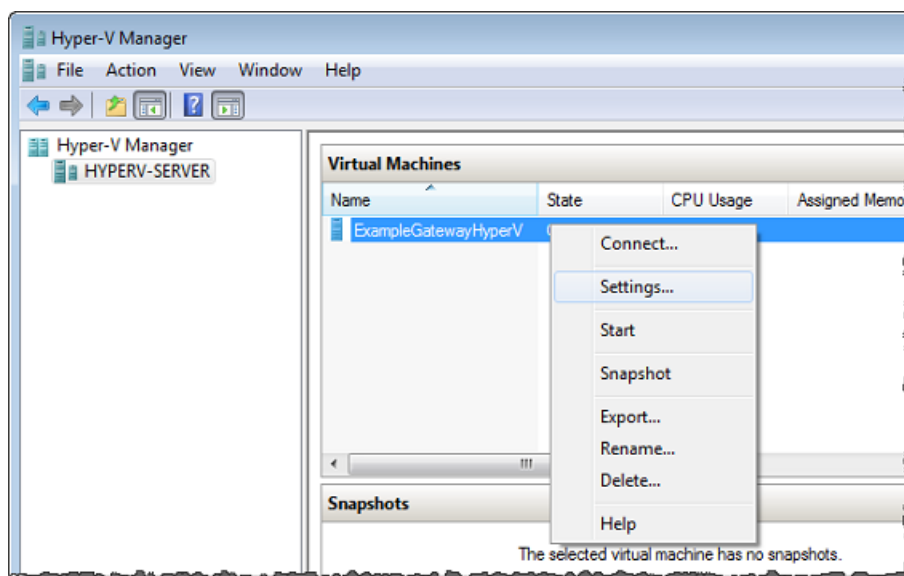 Hyper-V Manager
File Action View Window Help
Hyper-V Manager
HYPERV-SERVER
Virtual Machines
Name State CPU Usage Assigned Memo
ExampleGatewayHyperV
Connect...
Settings...
Start
Snapshot
Export...
Rename...
Delete...
Help
Snapshots
The selected virtual machine has no snapshots.